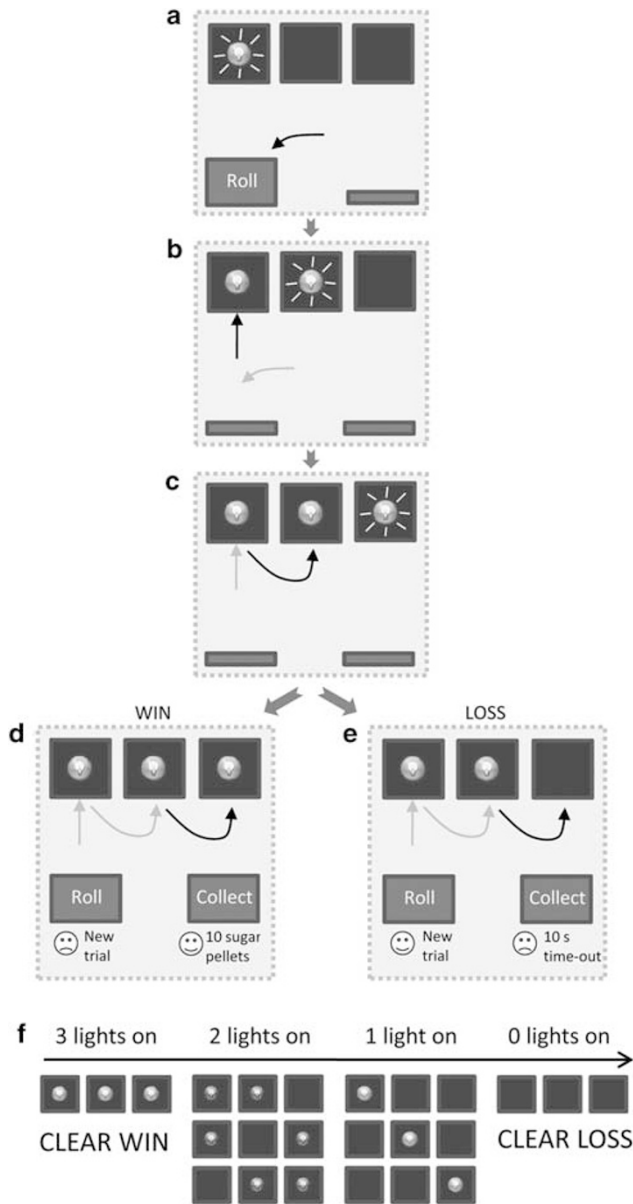 a
Roll
b
c
WIN
LOSS
d
e
Roll
Collect
New
trial
10 sugar
pellets
Roll
Collect
New
trial
10 s
time-out
f
3 lights on
2 lights on
1 light on
0 lights on
CLEAR WIN
CLEAR LOSS